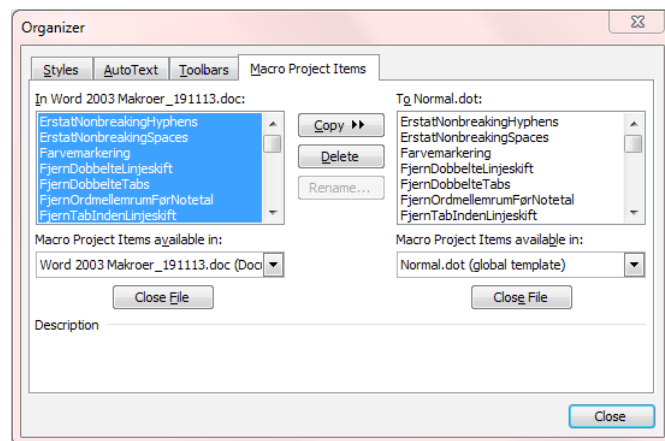 Organizer
Styles AutoText Toolbars Macro Project Items
In Word 2003 Makroer_191113.doc:
ErstatNonbreakingHyphens
ErstatNonbreakingSpaces
Farvemarkering
FjernDobbelteLinjeskift
FjernDobbelteTabs
FjernOrdmellemrumFørNotetal
FjernTabIndenLinjeskift
Copy
Delete
Rename...
To Normal.dot:
ErstatNonbreakingHyphens
ErstatNonbreakingSpaces
Farvemarkering
FjernDobbelteLinjeskift
FjernDobbelteTabs
FjernOrdmellemrumFørNotetal
FjernTabIndenLinjeskift
Macro Project Items available in:
Word 2003 Makroer_191113.doc (Doc
Close File
Macro Project Items available in:
Normal.dot (global template)
Close File
Description
Close